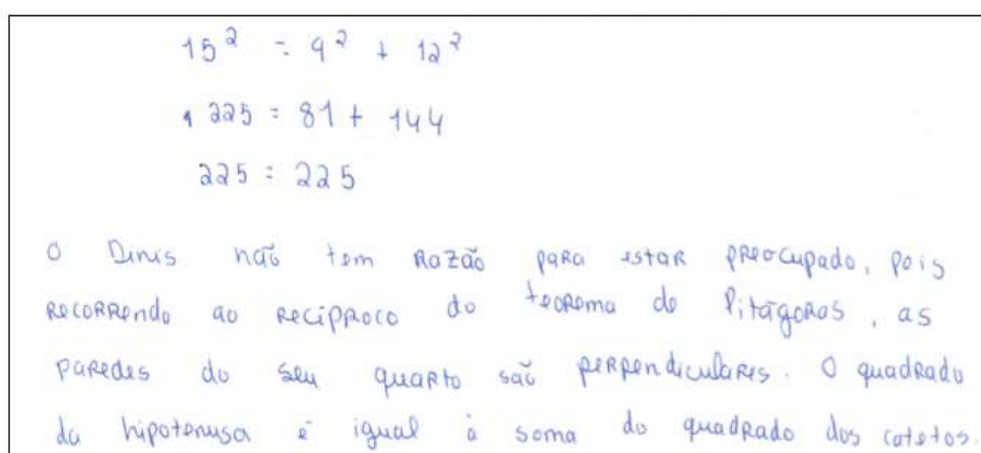 15² = 9² + 12²
225 = 81 + 144
225 = 225
O Dinis não tem razão para estar preocupado, pois
recorrendo ao recíproco do teorema de Pitágoras, as
paredes do seu quarto são perpendiculares. O quadrado
da hipotenusa é igual à soma do quadrado dos catetos.